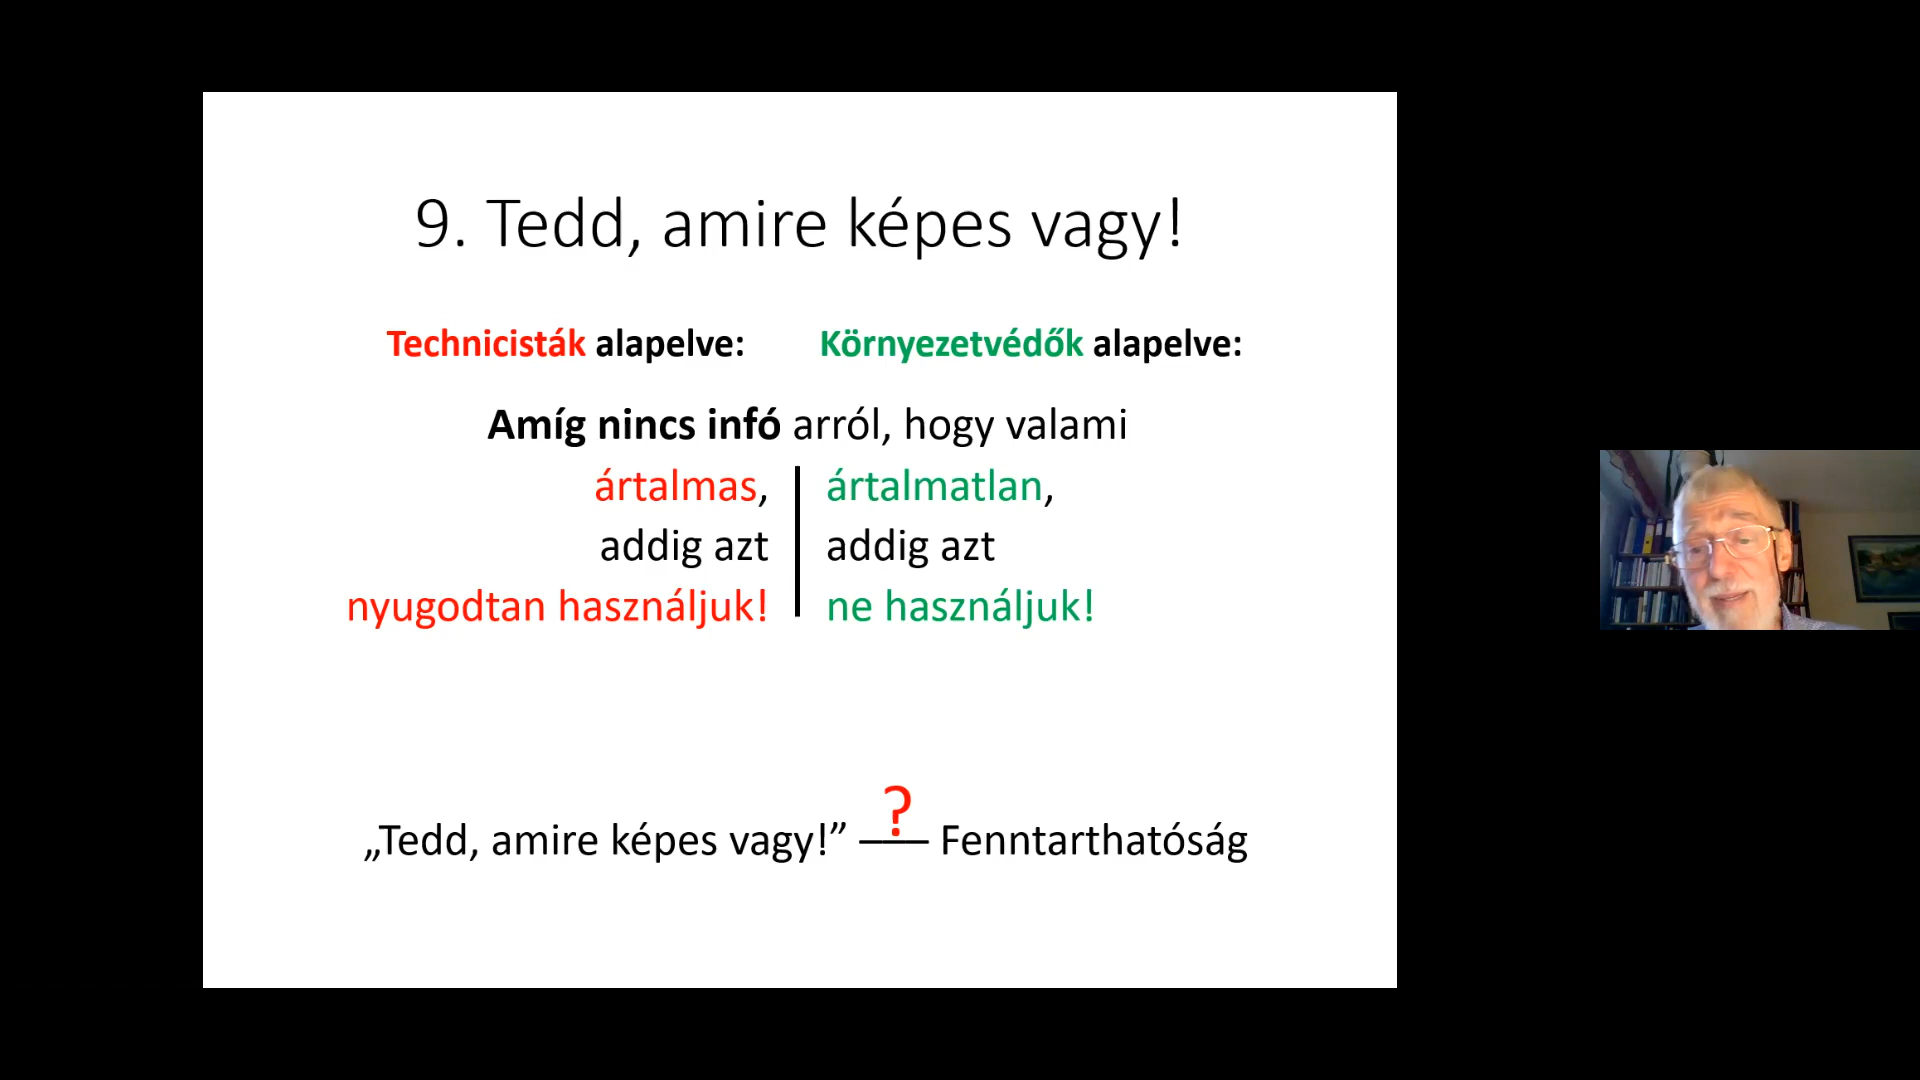 9. Tedd, amire képes vagy!
Technicisták alapelve:
Környezetvédők alapelve:
Amíg nincs infó arról, hogy valami
ártalmas,
addig azt
nyugodtan használjuk!
ártalmatlan,
addig azt
ne használjuk!
?
„Tedd, amire képes vagy!” — Fenntarthatóság